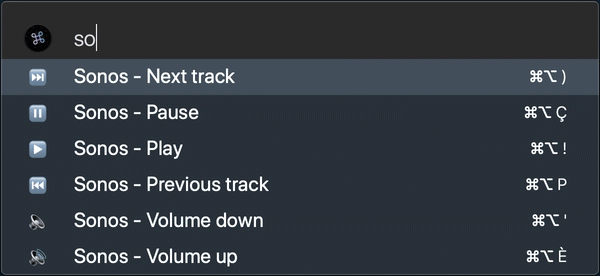 so
Sonos - Next track ⌘⌥ )
Sonos - Pause ⌘⌥ Ç
Sonos - Play ⌘⌥ !
Sonos - Previous track ⌘⌥ P
Sonos - Volume down ⌘⌥ '
Sonos - Volume up ⌘⌥ È